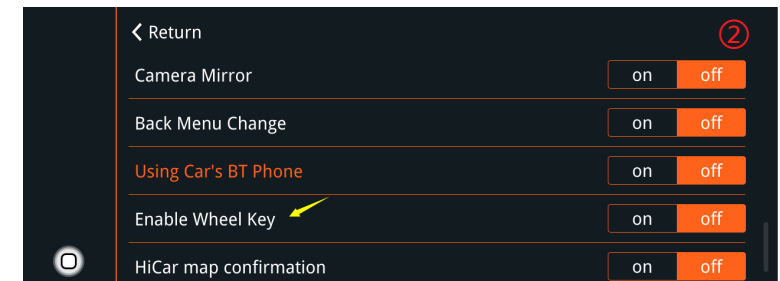 Return
②
Camera Mirror on off
Back Menu Change on off
Using Car's BT Phone on off
Enable Wheel Key on off
HiCar map confirmation on off